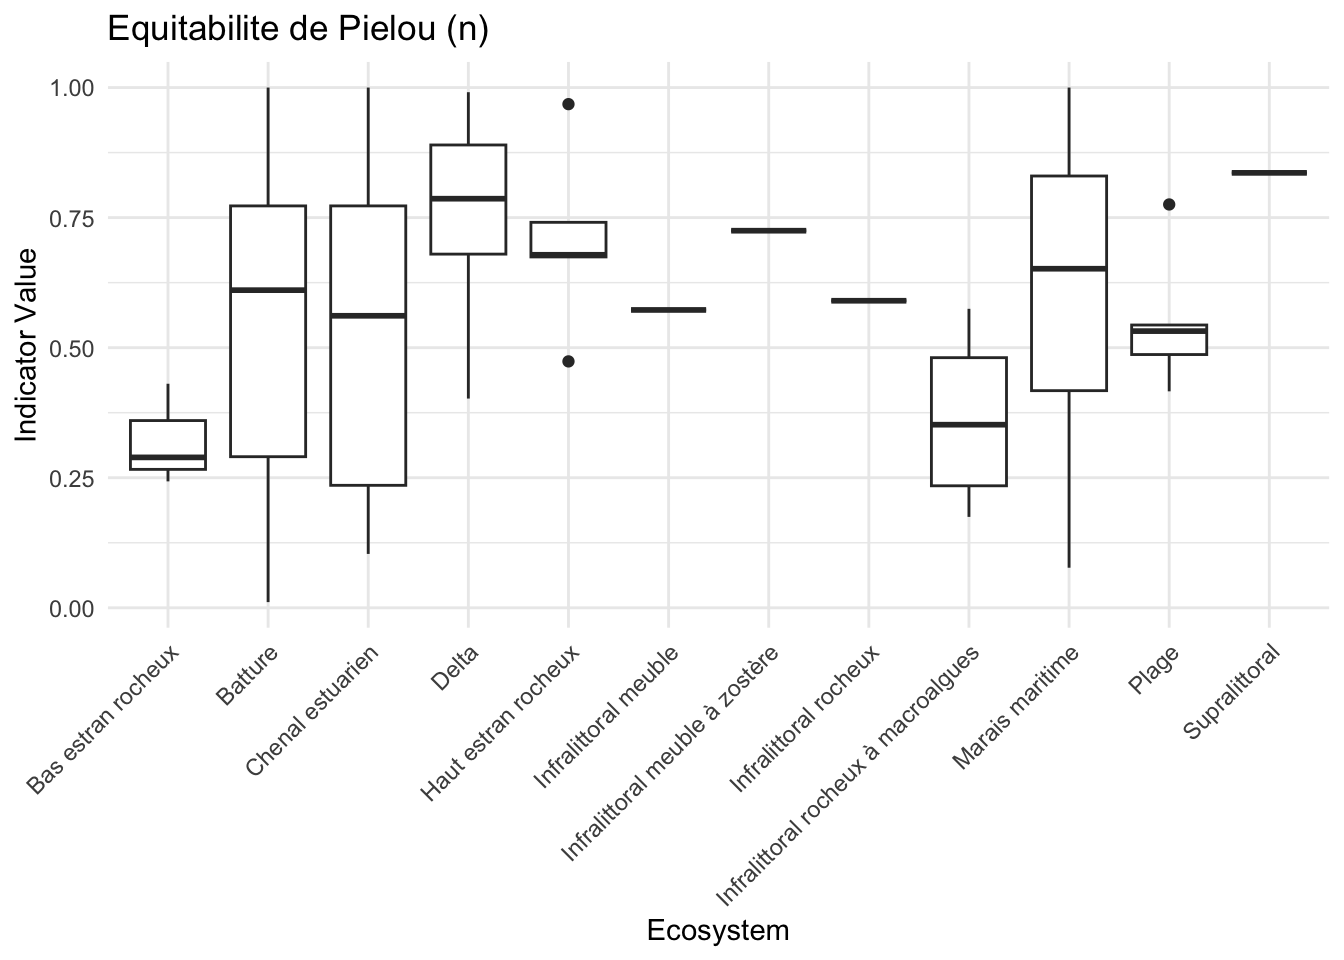 Equitabilite de Pielou (n)
Indicator Value
1.00
0.75
0.50
0.25
0.00
Bas estran rocheux
Batture
Chenal estuarien
Delta
Haut estran rocheux
Infralittoral meuble
Infralittoral meuble à zostère
Infralittoral rocheux
Infralittoral rocheux à macroalgues
Marais maritime
Plage
Supralittoral
Ecosystem